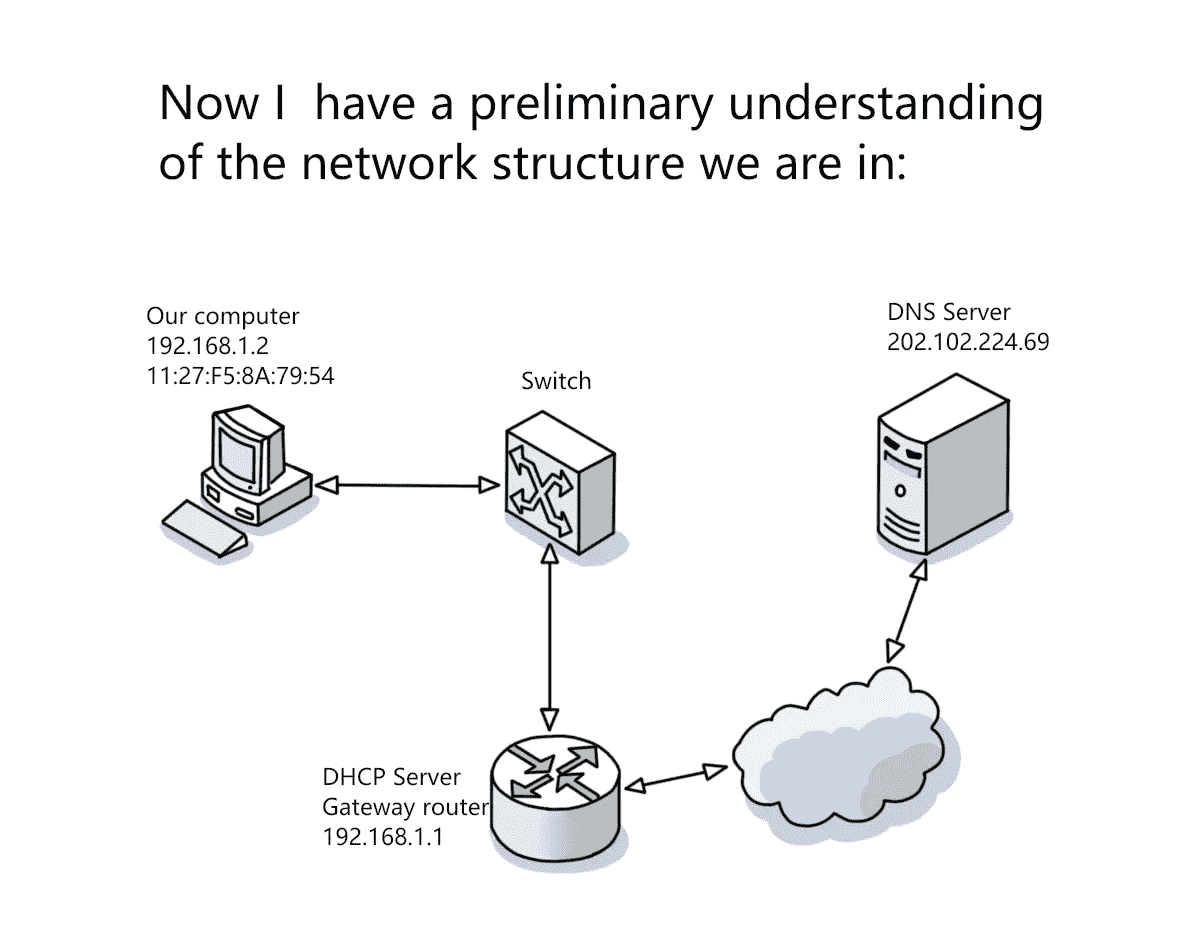 Now I  have a preliminary understanding
of the network structure we are in:
Our computer
192.168.1.2
11:27:F5:8A:79:54
Switch
DNS Server
202.102.224.69
DHCP Server
Gateway router
192.168.1.1